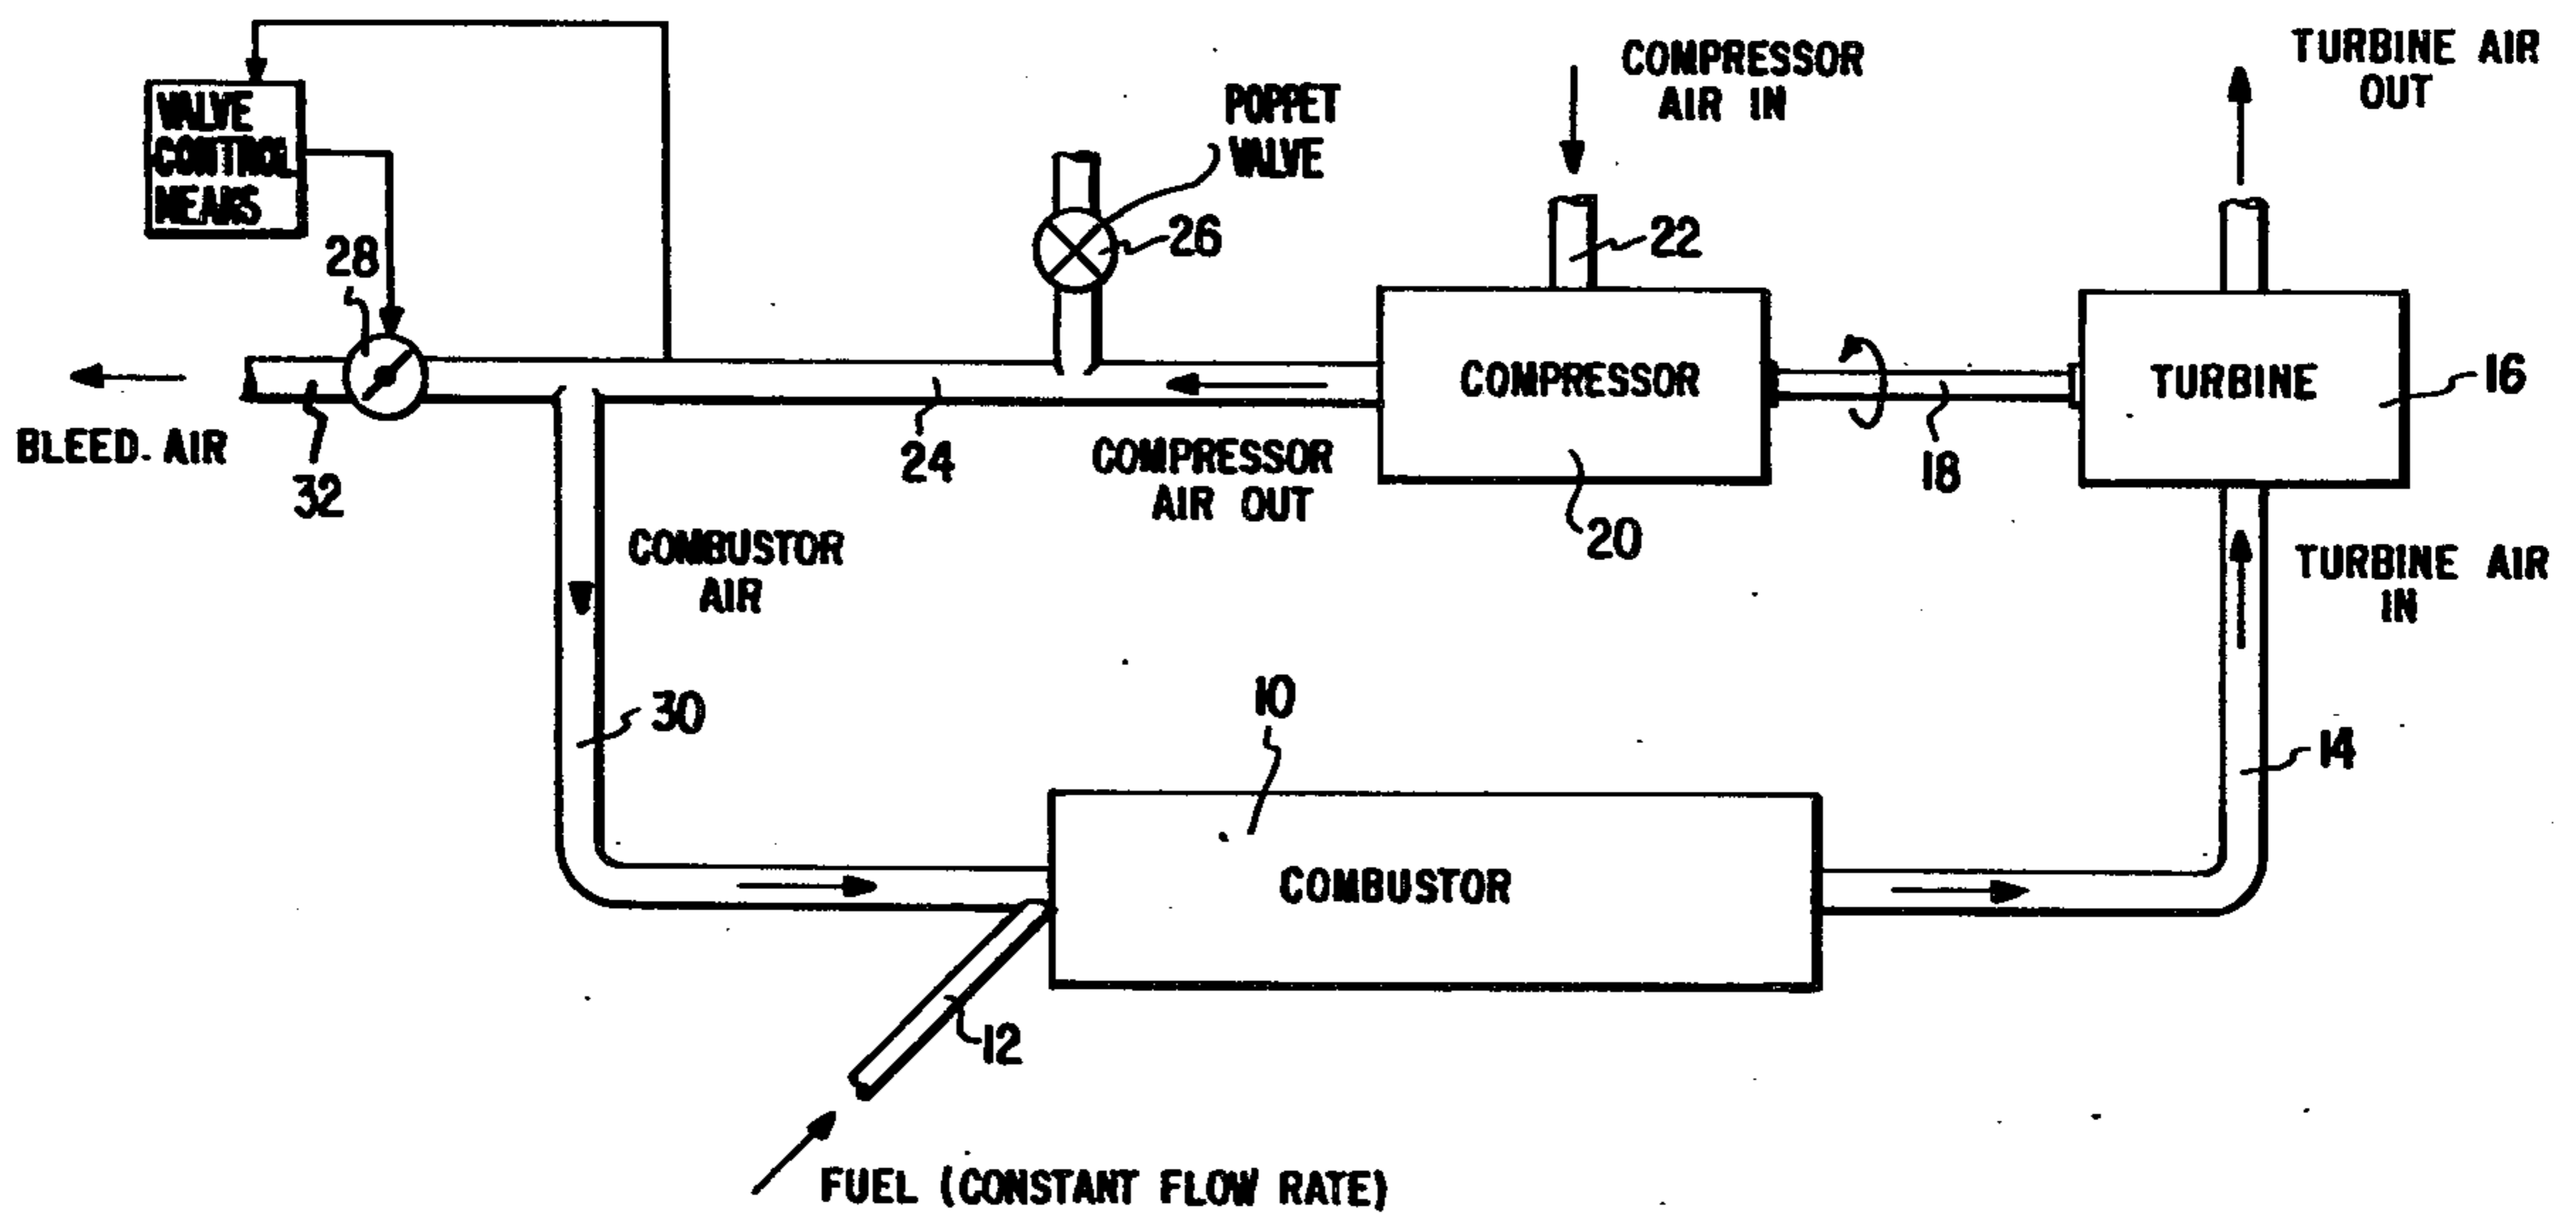 COMPRESSOR
AIR IN
TURBINE AIR
OUT
POPPET
VALVE
VALVE
CONTROL
MEANS
28
26
22
COMPRESSOR
TURBINE
16
BLEED AIR
32
24
COMPRESSOR
AIR OUT
20
18
COMBUSTOR
AIR
TURBINE AIR
IN
30
10
14
COMBUSTOR
12
FUEL (CONSTANT FLOW RATE)